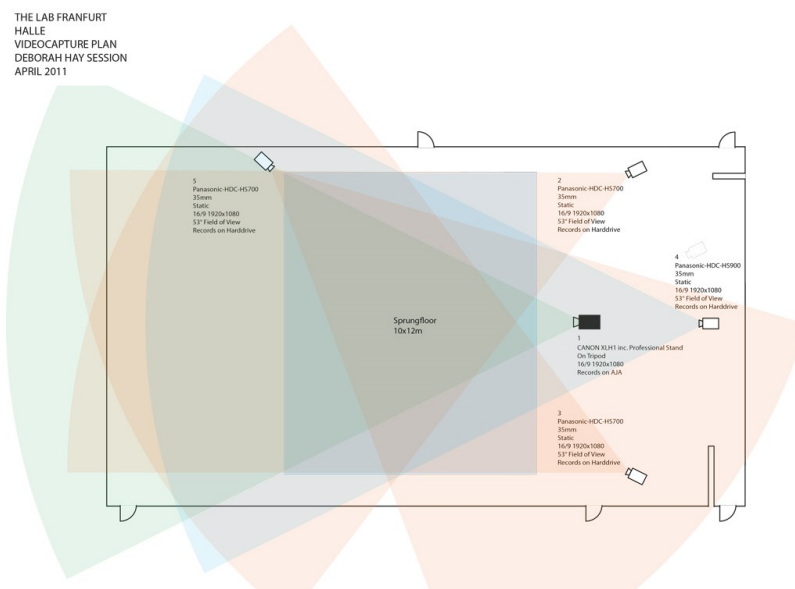 THE LAB FRANFURT
HALLE
VIDEOCAPTURE PLAN
DEBORAH HAY SESSION
APRIL 2011
5
Panasonic-HDC-HS700
35mm
Static
16/9 1920x1080
53° Field of View
Records on Harddrive
2
Panasonic-HDC-HS700
35mm
Static
16/9 1920x1080
53° Field of View
Records on Harddrive
4
Panasonic-HDC-HS900
35mm
Static
16/9 1920x1080
53° Field of View
Records on Harddrive
Sprungfloor
10x12m
1
CANON XLH1 inc. Professional Stand
On Tripod
16/9 1920x1080
Records on AJA
3
Panasonic-HDC-HS700
35mm
Static
16/9 1920x1080
53° Field of View
Records on Harddrive